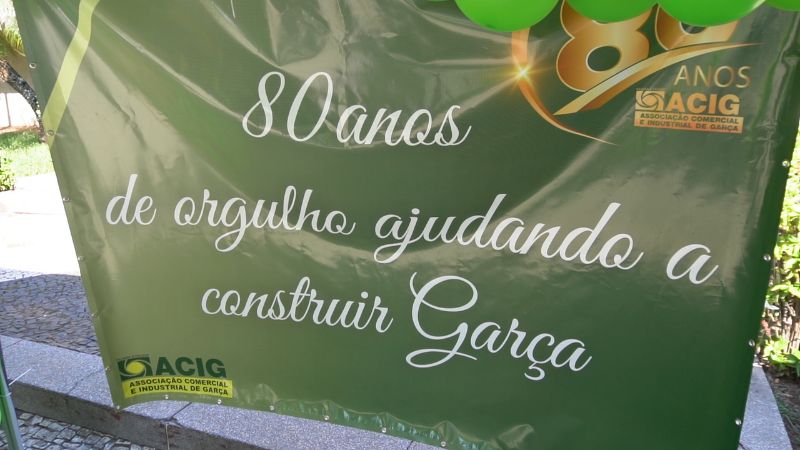 80
ANOS
ACIG
ASSOCIAÇÃO COMERCIAL
E INDUSTRIAL DE GARÇA
80 anos
de orgulho ajudando a
construir Garça
ACIG
ASSOCIAÇÃO COMERCIAL
E INDUSTRIAL DE GARÇA